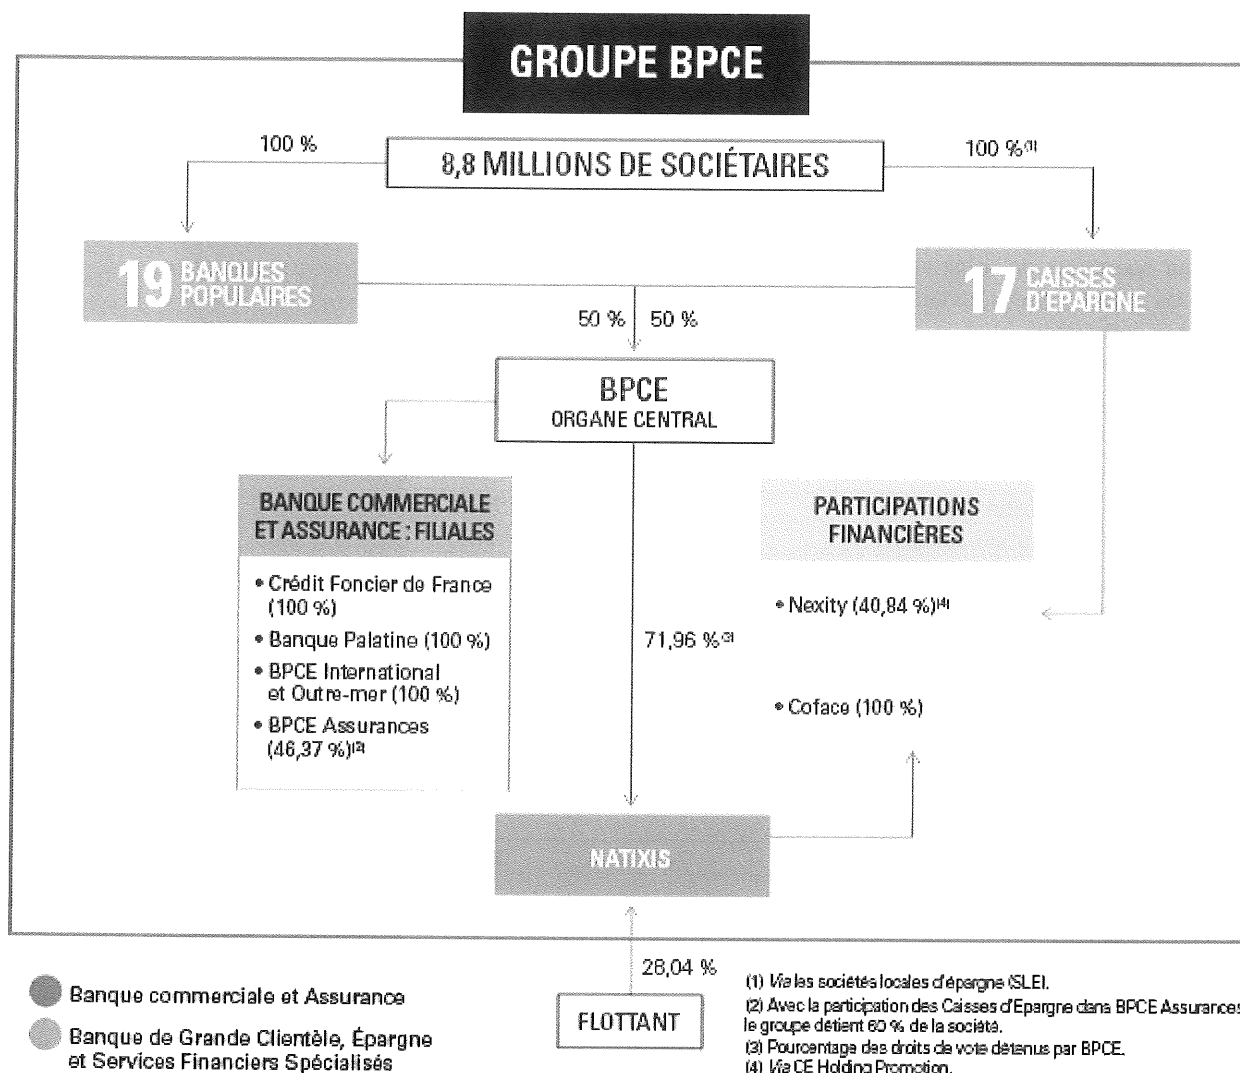 GROUPE BPCE
100 %
8,8 MILLIONS DE SOCIÉTAIRES
100 %(1)
19 BANQUES
POPULAIRES
17 CAISSES
D'EPARGNE
50 % 50 %
BPCE
ORGANE CENTRAL
BANQUE COMMERCIALE
ET ASSURANCE : FILIALES
• Crédit Foncier de France
(100 %)
• Banque Palatine (100 %)
• BPCE International
et Outre-mer (100 %)
• BPCE Assurances
(46,37 %)(2)
71,96 %(3)
PARTICIPATIONS
FINANCIÈRES
• Nexity (40,84 %)(4)
• Coface (100 %)
NATIXIS
28,04 %
FLOTTANT
Banque commerciale et Assurance
Banque de Grande Clientèle, Épargne
et Services Financiers Spécialisés
(1) Via les sociétés locales d'épargne (SLE).
(2) Avec la participation des Caisses d'Epargne dans BPCE Assurances
le groupe détient 60 % de la société.
(3) Pourcentage des droits de vote détenus par BPCE.
(4) Via CE Holding Promotion.